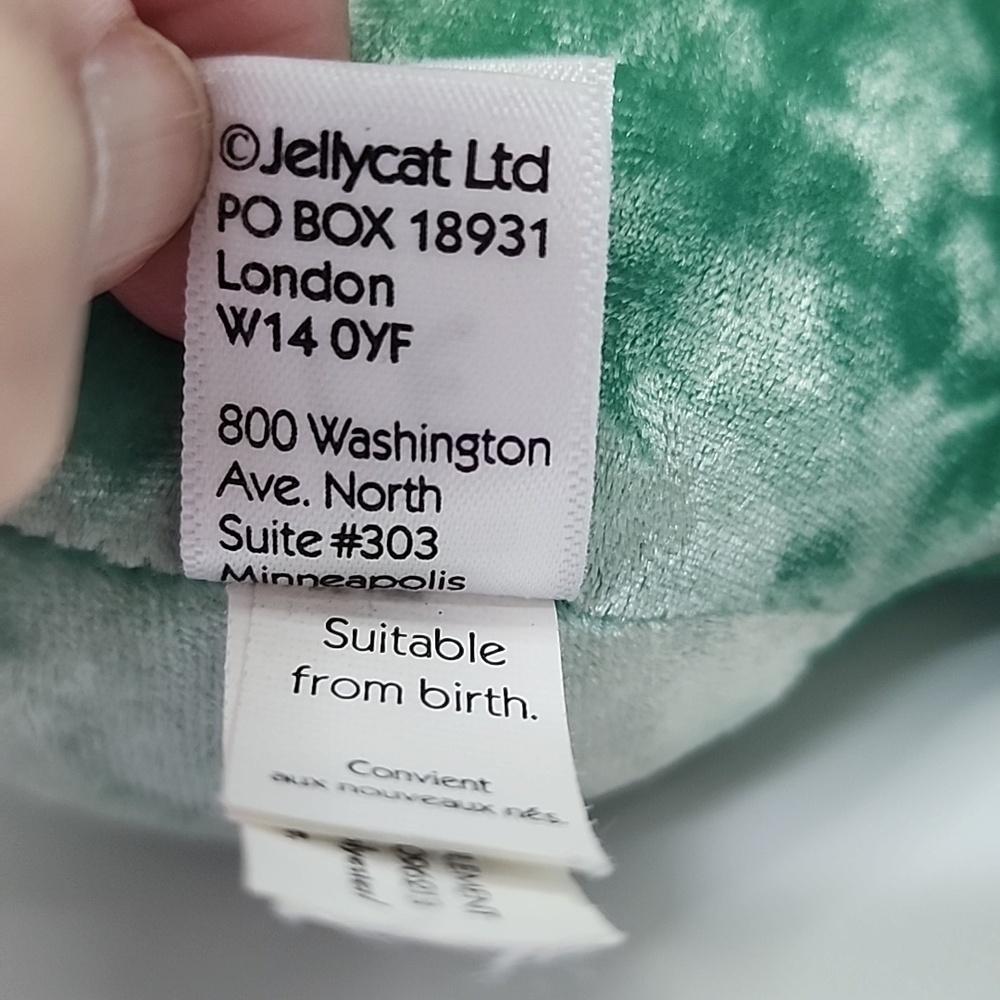 ©Jellycat Ltd
PO BOX 18931
London
W14 0YF
800 Washington
Ave. North
Suite #303
Minneapolis
Suitable
from birth.
Convient
aux nouveaux nés.